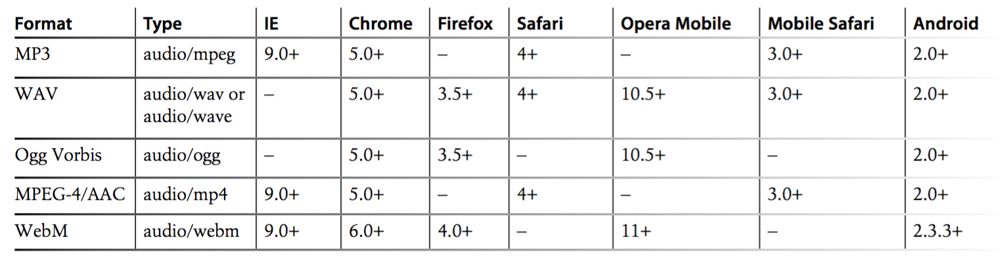 Format Type IE Chrome Firefox Safari Opera Mobile Mobile Safari Android
MP3 audio/mpeg 9.0+ 5.0+ – 4+ – 3.0+ 2.0+
WAV audio/wav or – 5.0+ 3.5+ 4+ 10.5+ 3.0+ 2.0+
audio/wave
Ogg Vorbis audio/ogg – 5.0+ 3.5+ – 10.5+ – 2.0+
MPEG-4/AAC audio/mp4 9.0+ 5.0+ – 4+ – 3.0+ 2.0+
WebM audio/webm 9.0+ 6.0+ 4.0+ – 11+ – 2.3.3+